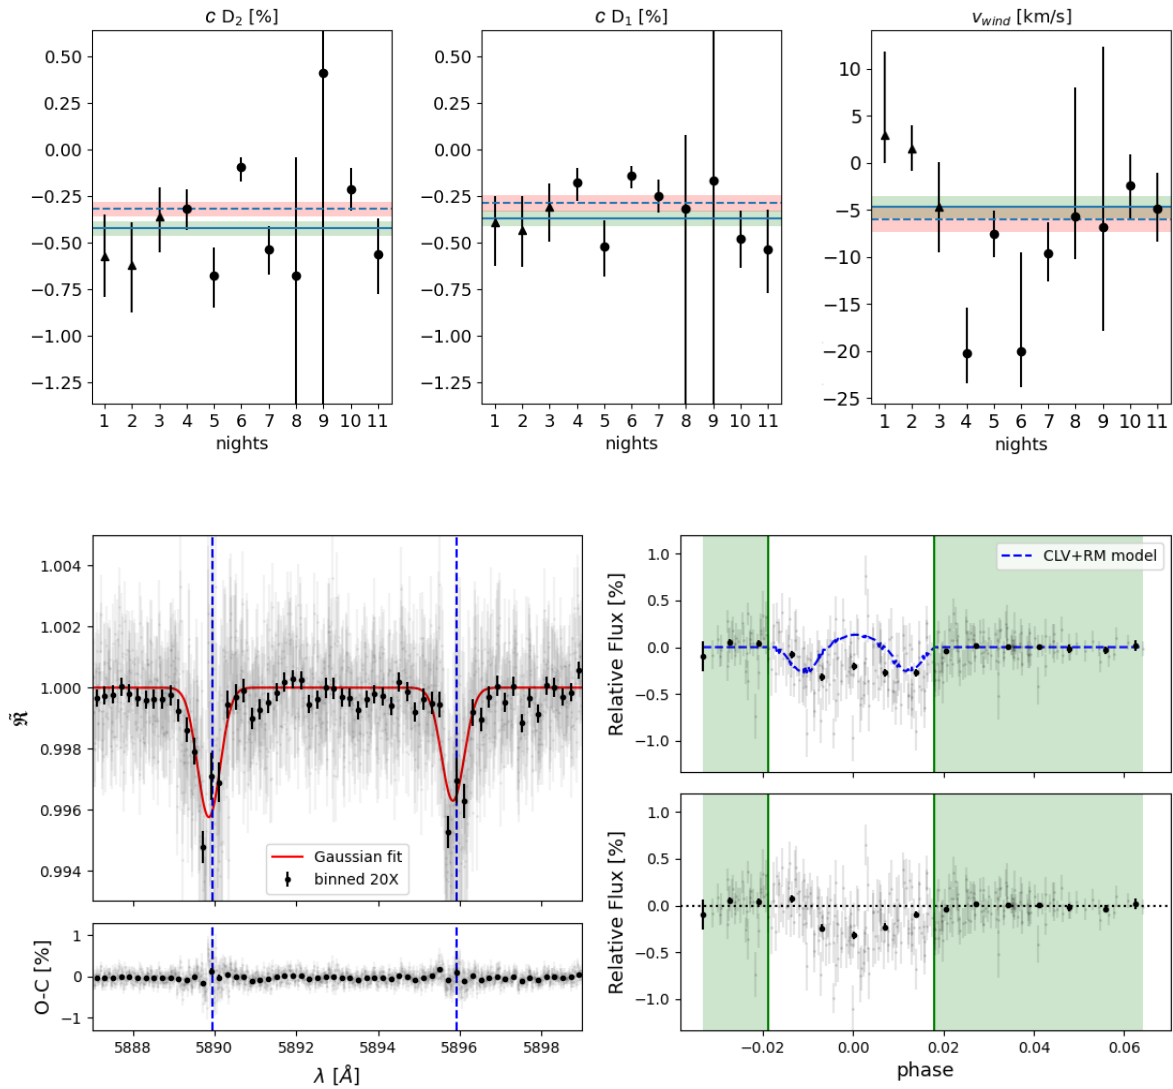 c D₂ [%]
0.50
0.25
0.00
−0.25
−0.50
−0.75
−1.00
−1.25
1 2 3 4 5 6 7 8 9 10 11
nights
c D₁ [%]
0.50
0.25
0.00
−0.25
−0.50
−0.75
−1.00
−1.25
1 2 3 4 5 6 7 8 9 10 11
nights
v_wind [km/s]
10
5
0
−5
−10
−15
−20
−25
1 2 3 4 5 6 7 8 9 10 11
nights
1.004
1.002
1.000
0.998
0.996
0.994
ℜ̃
Gaussian fit
binned 20X
1
0
−1
O-C [%]
5888 5890 5892 5894 5896 5898
λ [Å]
1.0
0.5
0.0
−0.5
−1.0
Relative Flux [%]
CLV+RM model
1.0
0.5
0.0
−0.5
−1.0
Relative Flux [%]
−0.02 0.00 0.02 0.04 0.06
phase